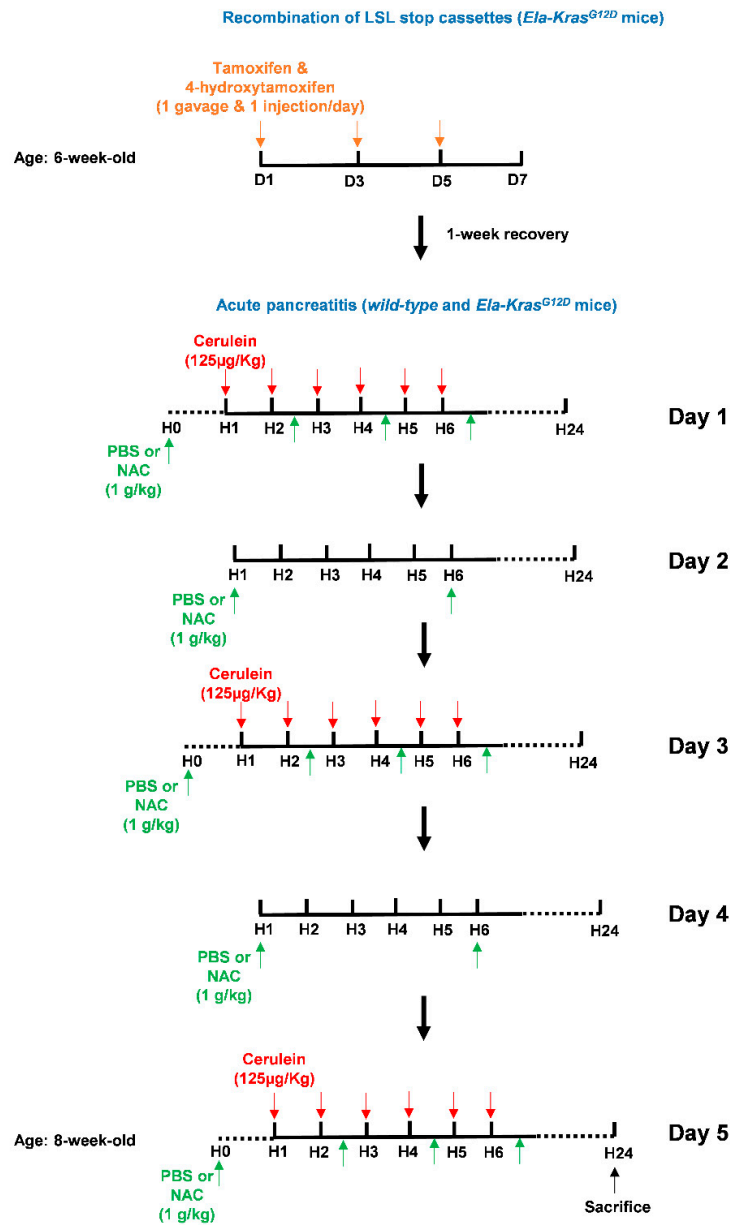 Recombination of LSL stop cassettes (Ela-KrasG12D mice)
Tamoxifen &
4-hydroxytamoxifen
(1 gavage & 1 injection/day)
Age: 6-week-old
D1 D3 D5 D7
1-week recovery
Acute pancreatitis (wild-type and Ela-KrasG12D mice)
Cerulein
(125µg/Kg)
Day 1
H0 H1 H2 H3 H4 H5 H6 H24
PBS or
NAC
(1 g/kg)
Day 2
H1 H2 H3 H4 H5 H6 H24
PBS or
NAC
(1 g/kg)
Cerulein
(125µg/Kg)
Day 3
H0 H1 H2 H3 H4 H5 H6 H24
PBS or
NAC
(1 g/kg)
Day 4
H1 H2 H3 H4 H5 H6 H24
PBS or
NAC
(1 g/kg)
Cerulein
(125µg/Kg)
Age: 8-week-old
Day 5
H0 H1 H2 H3 H4 H5 H6 H24
PBS or
NAC
(1 g/kg)
Sacrifice